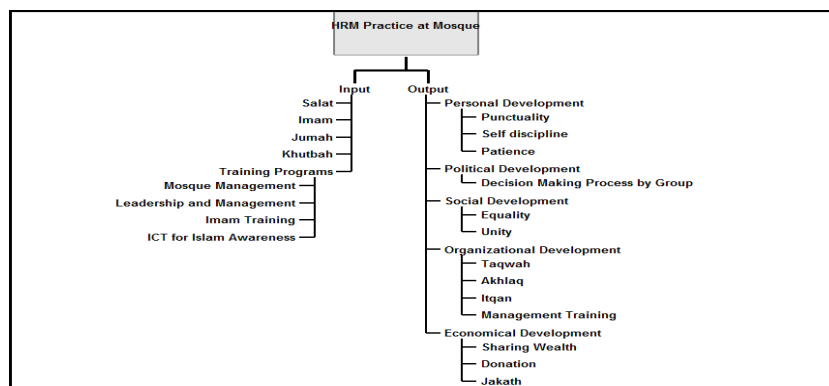 HRM Practice at Mosque
Input
Salat
Imam
Jumah
Khutbah
Training Programs
Mosque Management
Leadership and Management
Imam Training
ICT for Islam Awareness
Output
Personal Development
Punctuality
Self discipline
Patience
Political Development
Decision Making Process by Group
Social Development
Equality
Unity
Organizational Development
Taqwah
Akhlaq
Itqan
Management Training
Economical Development
Sharing Wealth
Donation
Jakath